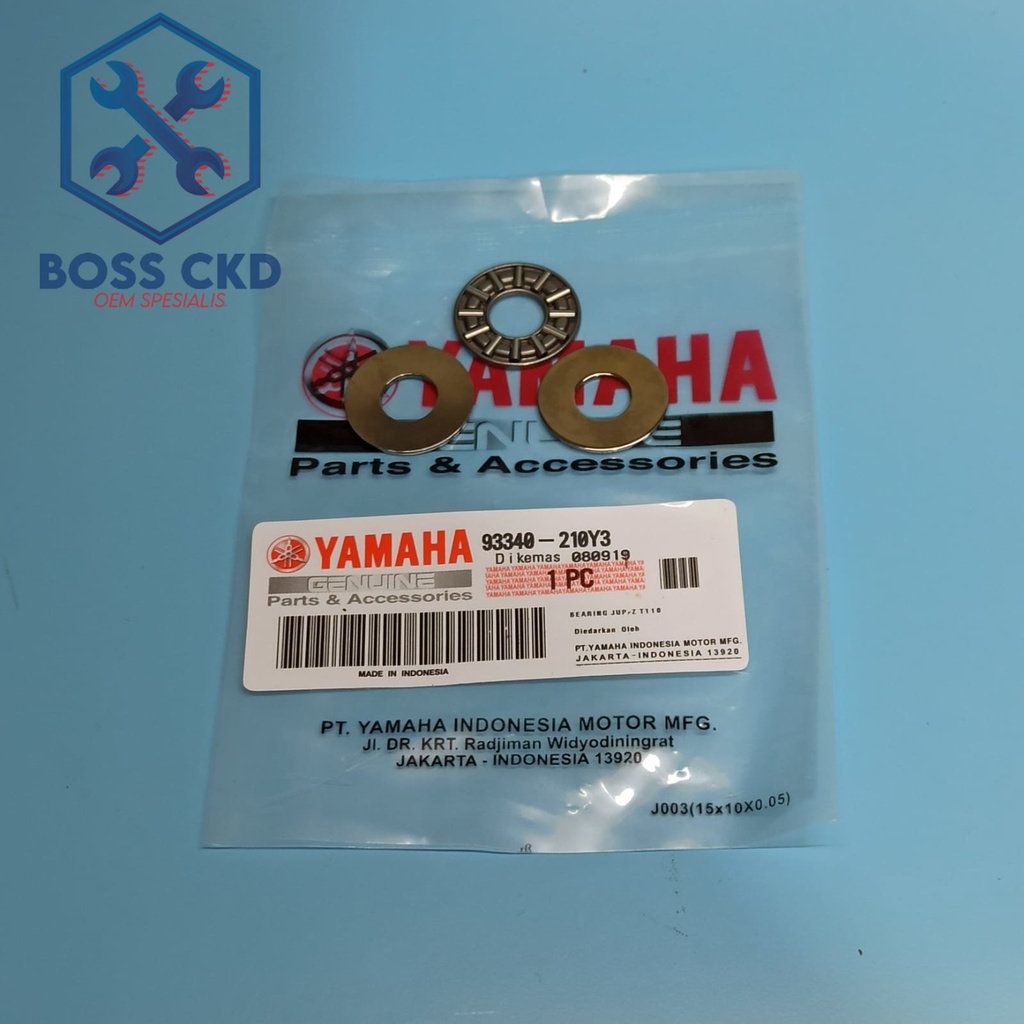 BOSS CKD
OEM SPESIALIS
YAMAHA
GENUINE
Parts & Accessories
YAMAHA
GENUINE
Parts & Accessories
MADE IN INDONESIA
93340-210Y3
Dikemas 080919
1 PC
BEARING JUP-Z T110
Diedarkan Oleh
PT.YAMAHA INDONESIA MOTOR MFG.
JAKARTA - INDONESIA 13920
PT. YAMAHA INDONESIA MOTOR MFG.
Jl. DR. KRT. Radjiman Widyodiningrat
JAKARTA - INDONESIA 13920
J003(15x10X0.05)